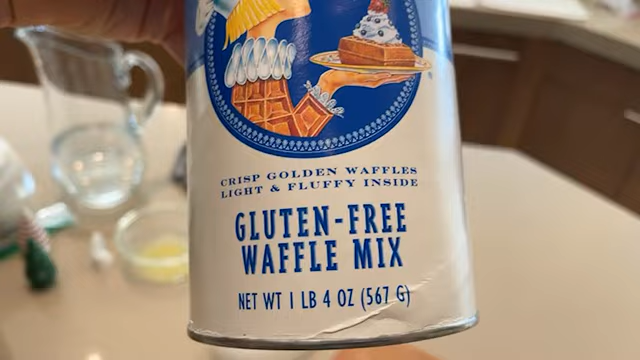 CRISP GOLDEN WAFFLES
LIGHT & FLUFFY INSIDE
GLUTEN-FREE
WAFFLE MIX
NET WT 1 LB 4 OZ (567 G)